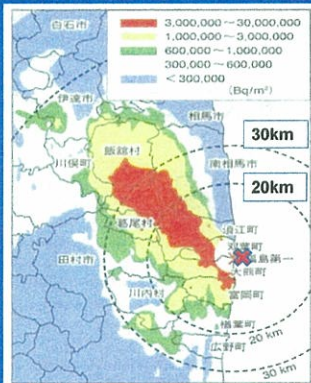 白石市
伊達市
相馬市
飯舘村
川俣町
南相馬市
葛尾村
浪江町
双葉町
田村市
福島第一
大熊町
川内村
富岡町
楢葉町
広野町
20 km
30 km
3,000,000〜30,000,000
1,000,000〜3,000,000
600,000〜1,000,000
300,000〜600,000
<300,000
(Bq/m²)
30km
20km